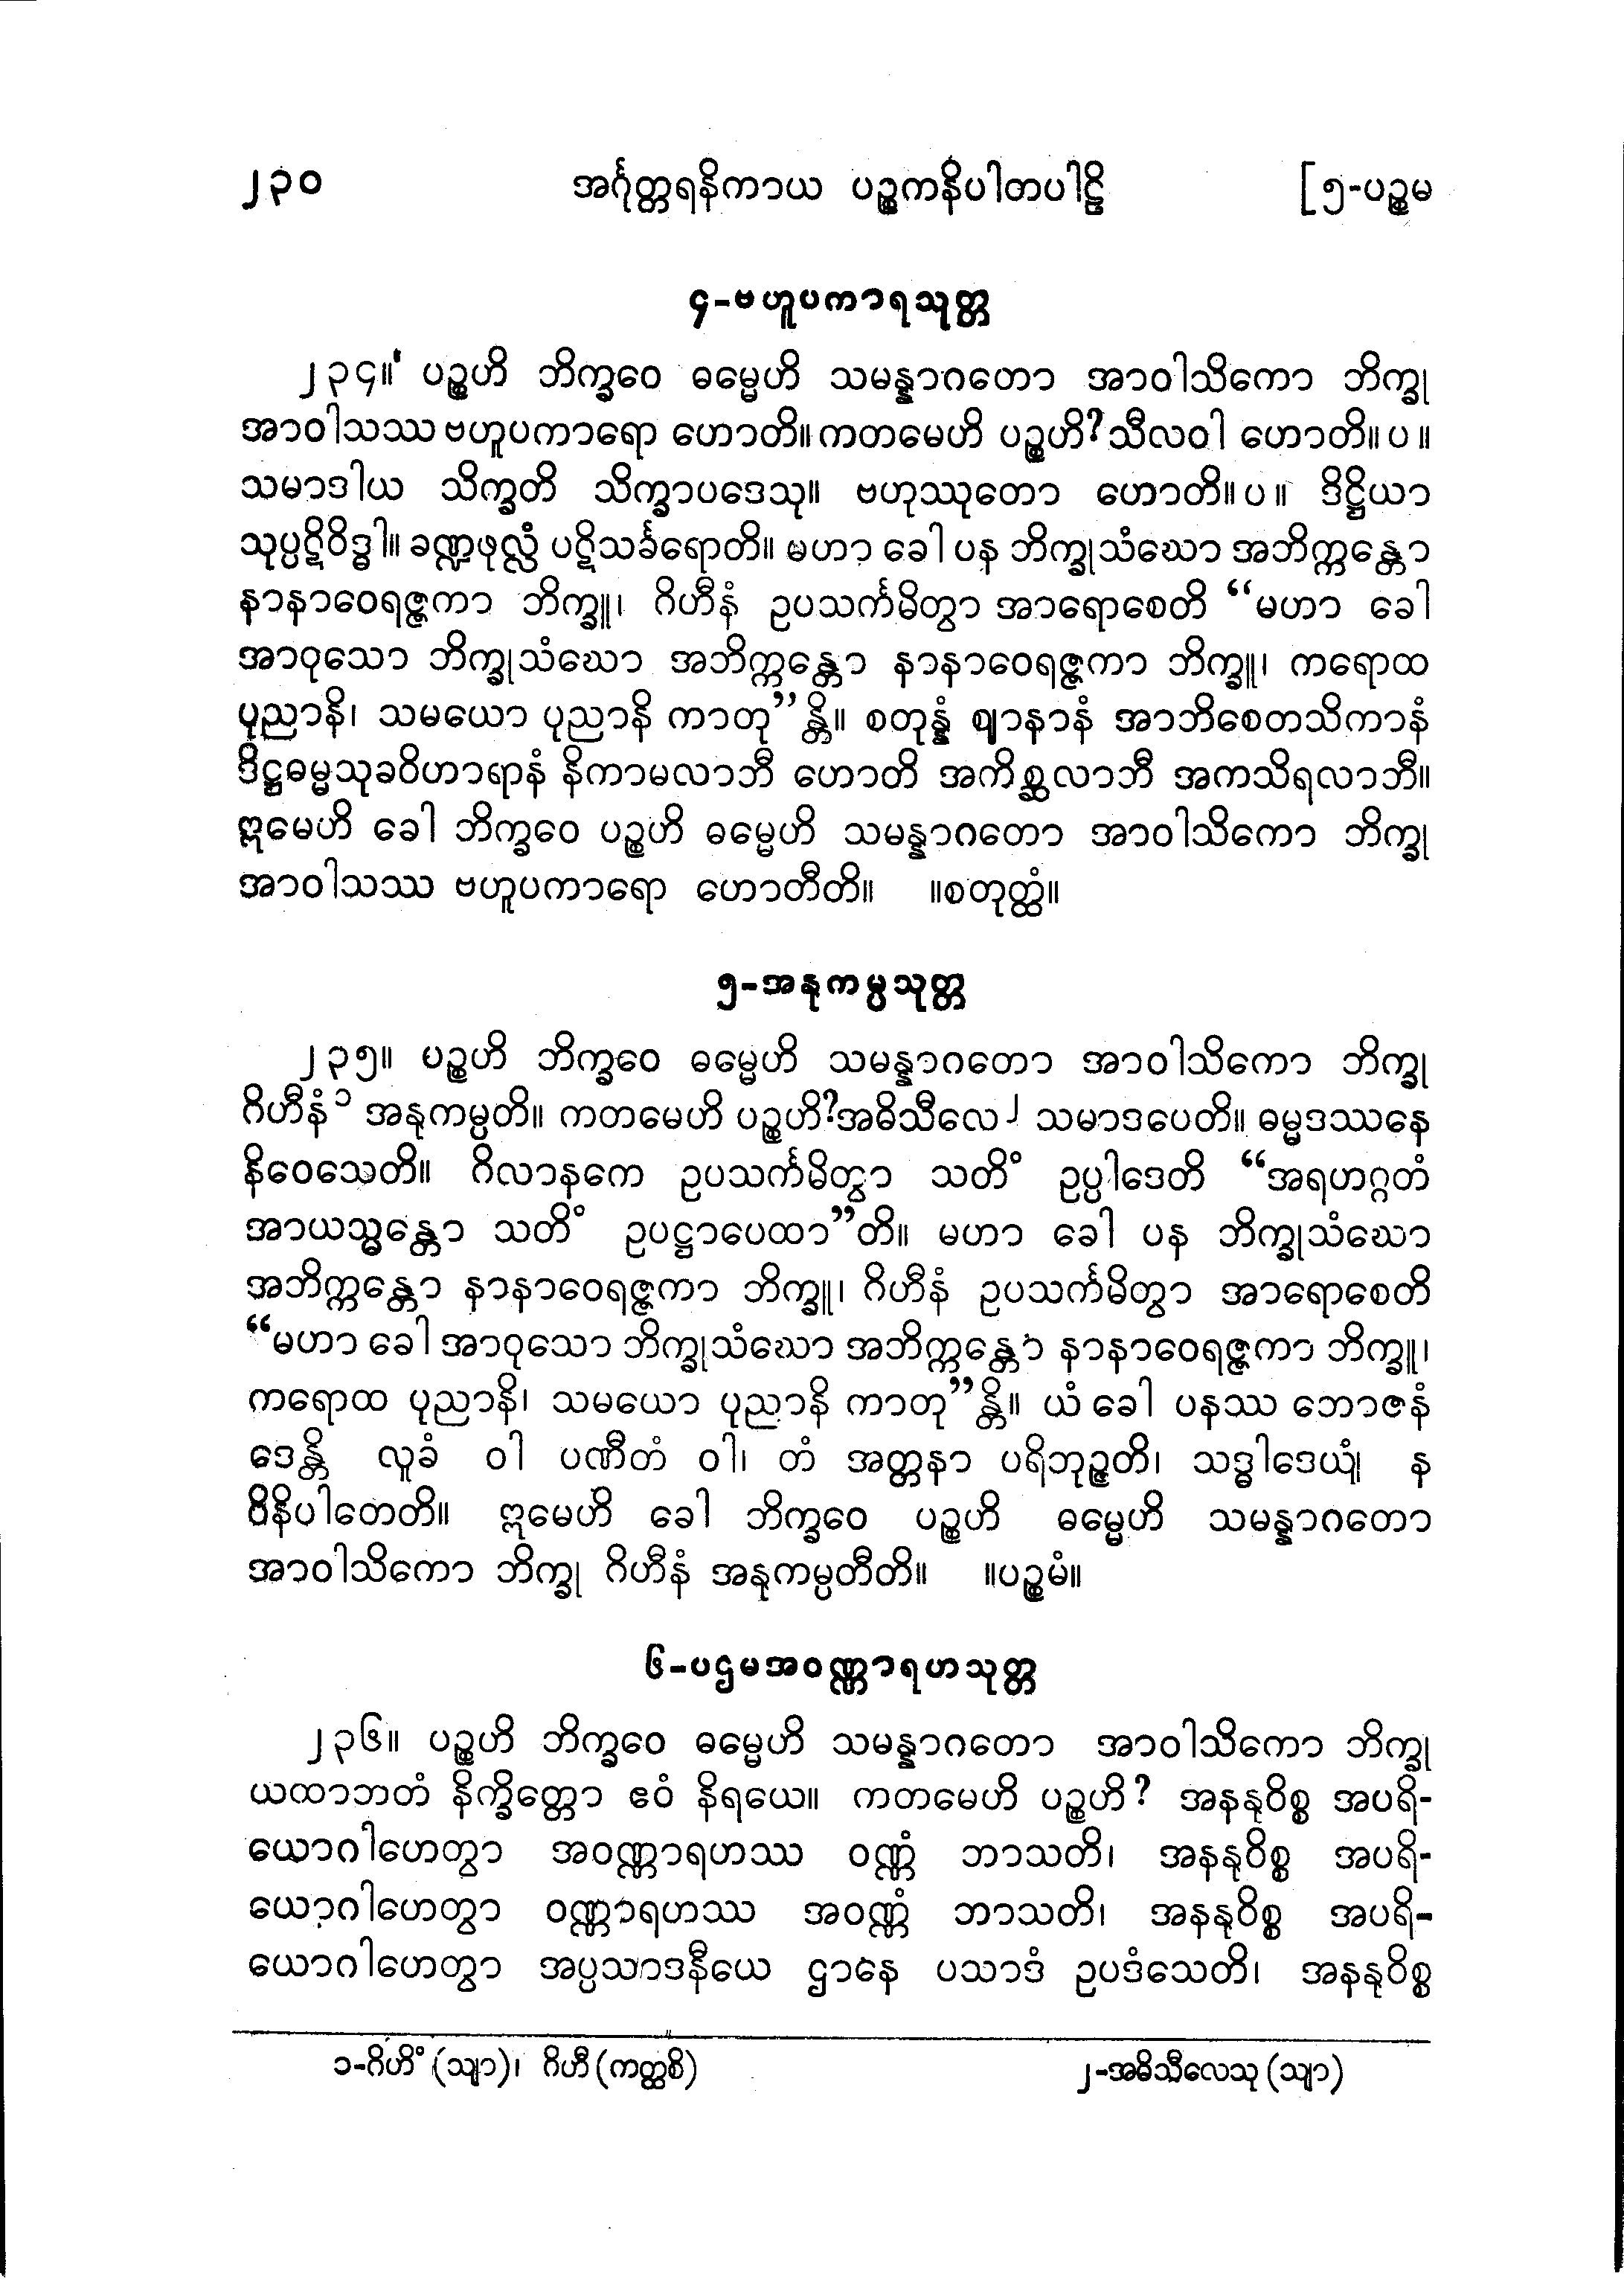 ၂၃၀ အင်္ဂုတ္တရနိကာယ ပဉ္စကနိပါတပါဠိ [၅-ပဉ္စမ
၄-ဗဟူပကာရသုတ္တ
၂၃၄။ ပဉ္စဟိ ဘိက္ခဝေ ဓမ္မေဟိ သမန္နာဂတော အာဝါသိကော ဘိက္ခု
အာဝါသဿ ဗဟူပကာရော ဟောတိ။ ကတမေဟိ ပဉ္စဟိ? သီလဝါ ဟောတိ။ ပ ။
သမာဒါယ သိက္ခတိ သိက္ခာပဒေသု။ ဗဟုဿုတော ဟောတိ။ ပ ။ ဒိဋ္ဌိယာ
သုပ္ပဋိဝိဒ္ဓါ။ ခဏ္ဍဖုလ္လံ ပဋိသင်္ခရောတိ။ မဟာ ခေါ ပန ဘိက္ခုသံဃော အဘိက္ကန္တော
နာနာဝေရဇ္ဇကာ ဘိက္ခူ၊ ဂိဟီနံ ဥပသင်္ကမိတွာ အာရောစေတိ “မဟာ ခေါ
အာဝုသော ဘိက္ခုသံဃော အဘိက္ကန္တော နာနာဝေရဇ္ဇကာ ဘိက္ခူ၊ ကရောထ
ပုညာနိ၊ သမယော ပုညာနိ ကာတု”န္တိ။ စတုန္နံ ဈာနာနံ အာဘိစေတသိကာနံ
ဒိဋ္ဌဓမ္မသုခဝိဟာရာနံ နိကာမလာဘီ ဟောတိ အကိစ္ဆလာဘီ အကသိရလာဘီ။
ဣမေဟိ ခေါ ဘိက္ခဝေ ပဉ္စဟိ ဓမ္မေဟိ သမန္နာဂတော အာဝါသိကော ဘိက္ခု
အာဝါသဿ ဗဟူပကာရော ဟောတီတိ။ ။စတုတ္ထံ။
၅-အနုကမ္ပသုတ္တ
၂၃၅။ ပဉ္စဟိ ဘိက္ခဝေ ဓမ္မေဟိ သမန္နာဂတော အာဝါသိကော ဘိက္ခု
ဂိဟီနံ၁ အနုကမ္ပတိ။ ကတမေဟိ ပဉ္စဟိ? အဓိသီလေ၂ သမာဒပေတိ။ ဓမ္မဒဿနေ
နိဝေသေတိ။ ဂိလာနကေ ဥပသင်္ကမိတွာ သတိံ ဥပ္ပါဒေတိ “အရဟဂ္ဂတံ
အာယသ္မန္တော သတိံ ဥပဋ္ဌာပေထာ”တိ။ မဟာ ခေါ ပန ဘိက္ခုသံဃော
အဘိက္ကန္တော နာနာဝေရဇ္ဇကာ ဘိက္ခူ၊ ဂိဟီနံ ဥပသင်္ကမိတွာ အာရောစေတိ
“မဟာ ခေါ အာဝုသော ဘိက္ခုသံဃော အဘိက္ကန္တော နာနာဝေရဇ္ဇကာ ဘိက္ခူ၊
ကရောထ ပုညာနိ၊ သမယော ပုညာနိ ကာတု”န္တိ။ ယံ ခေါ ပနဿ ဘောဇနံ
ဒေန္တိ လူခံ ဝါ ပဏီတံ ဝါ၊ တံ အတ္တနာ ပရိဘုဉ္ဇတိ၊ သဒ္ဓါဒေယျံ န
ဝိနိပါတေတိ။ ဣမေဟိ ခေါ ဘိက္ခဝေ ပဉ္စဟိ ဓမ္မေဟိ သမန္နာဂတော
အာဝါသိကော ဘိက္ခု ဂိဟီနံ အနုကမ္ပတီတိ။ ။ပဉ္စမံ။
၆-ပဌမအဝဏ္ဏာရဟသုတ္တ
၂၃၆။ ပဉ္စဟိ ဘိက္ခဝေ ဓမ္မေဟိ သမန္နာဂတော အာဝါသိကော ဘိက္ခု
ယထာဘတံ နိက္ခိတ္တော ဧဝံ နိရယေ။ ကတမေဟိ ပဉ္စဟိ? အနနုဝိစ္စ အပရိ-
ယောဂါဟေတွာ အဝဏ္ဏာရဟဿ ဝဏ္ဏံ ဘာသတိ၊ အနနုဝိစ္စ အပရိ-
ယောဂါဟေတွာ ဝဏ္ဏာရဟဿ အဝဏ္ဏံ ဘာသတိ၊ အနနုဝိစ္စ အပရိ-
ယောဂါဟေတွာ အပ္ပသာဒနီယေ ဌာနေ ပသာဒံ ဥပဒံသေတိ၊ အနနုဝိစ္စ
၁-ဂိဟိံ (သျာ)၊ ဂိဟီ (ကတ္ထစိ) ၂-အဓိသီလေသု (သျာ)